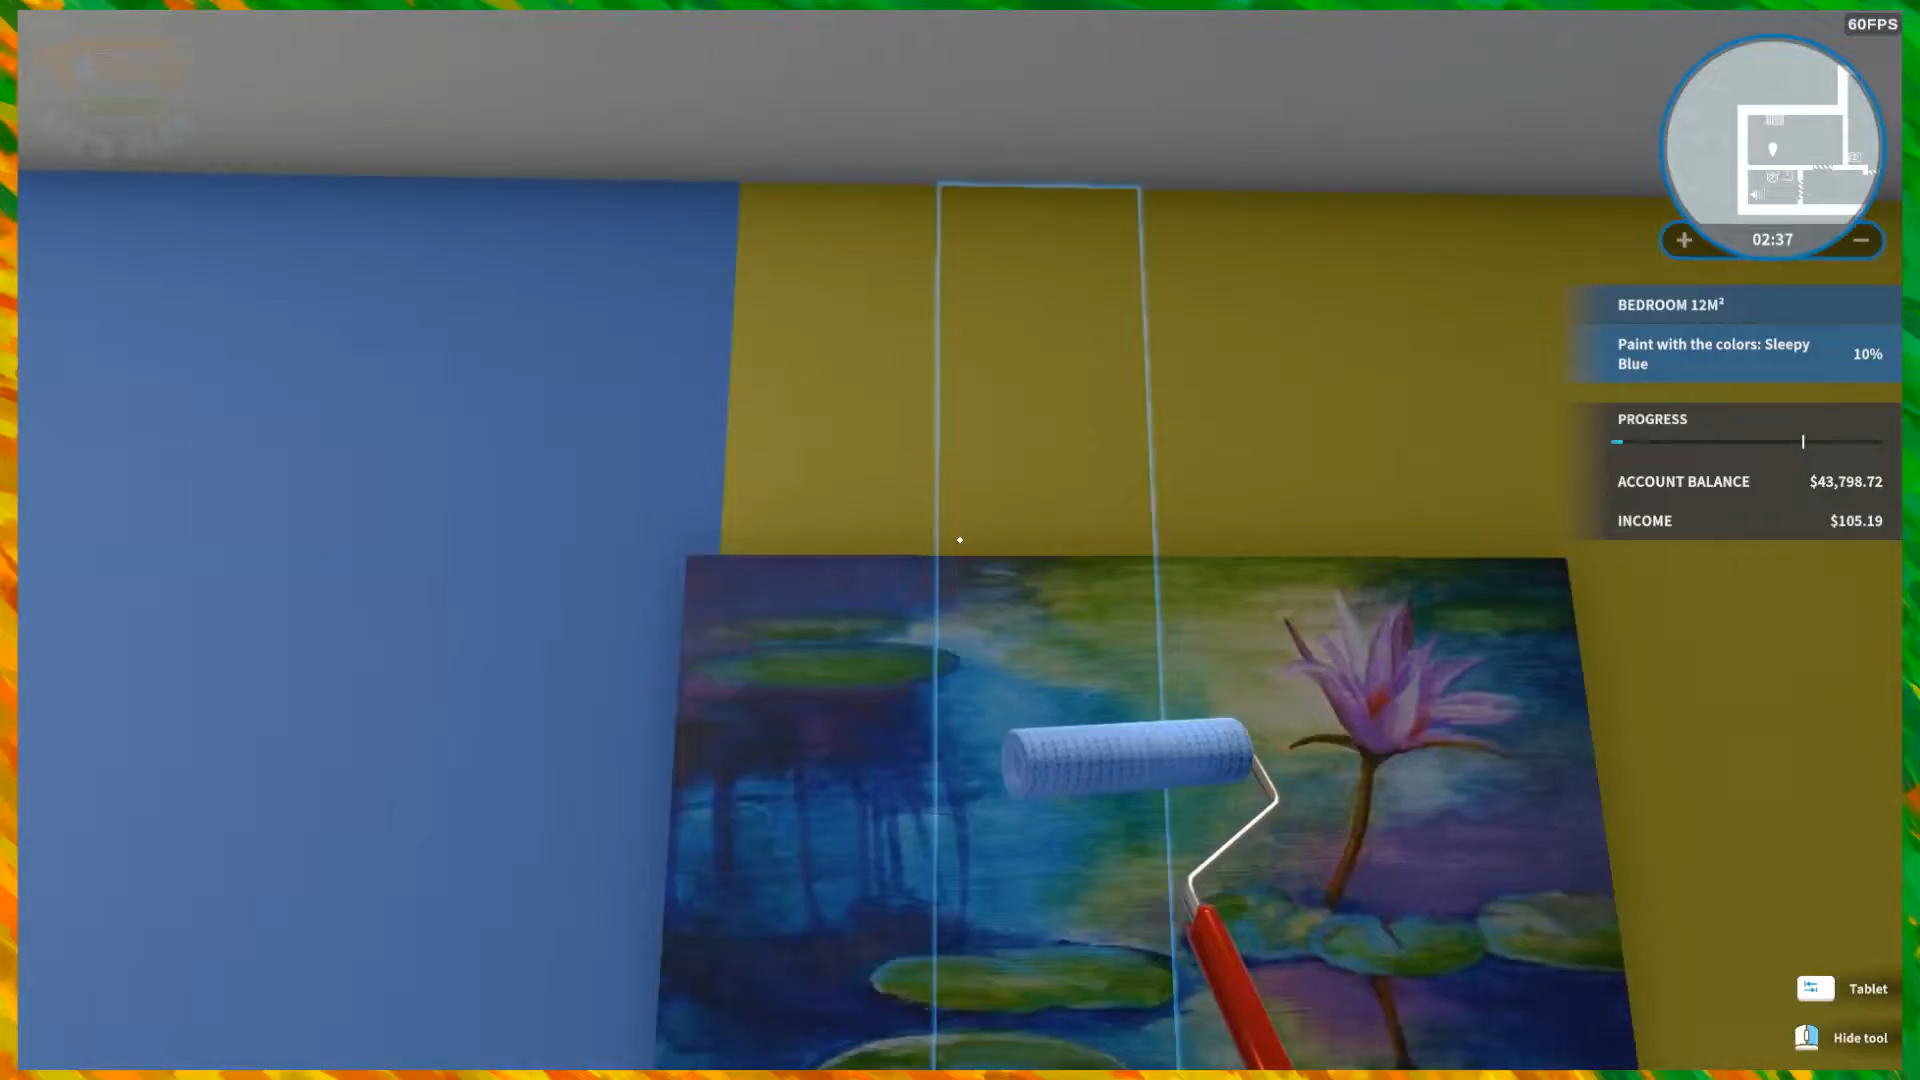 60FPS
02:37
BEDROOM 12M²
Paint with the colors: Sleepy
Blue
10%
PROGRESS
ACCOUNT BALANCE $43,798.72
INCOME $105.19
Tablet
Hide tool